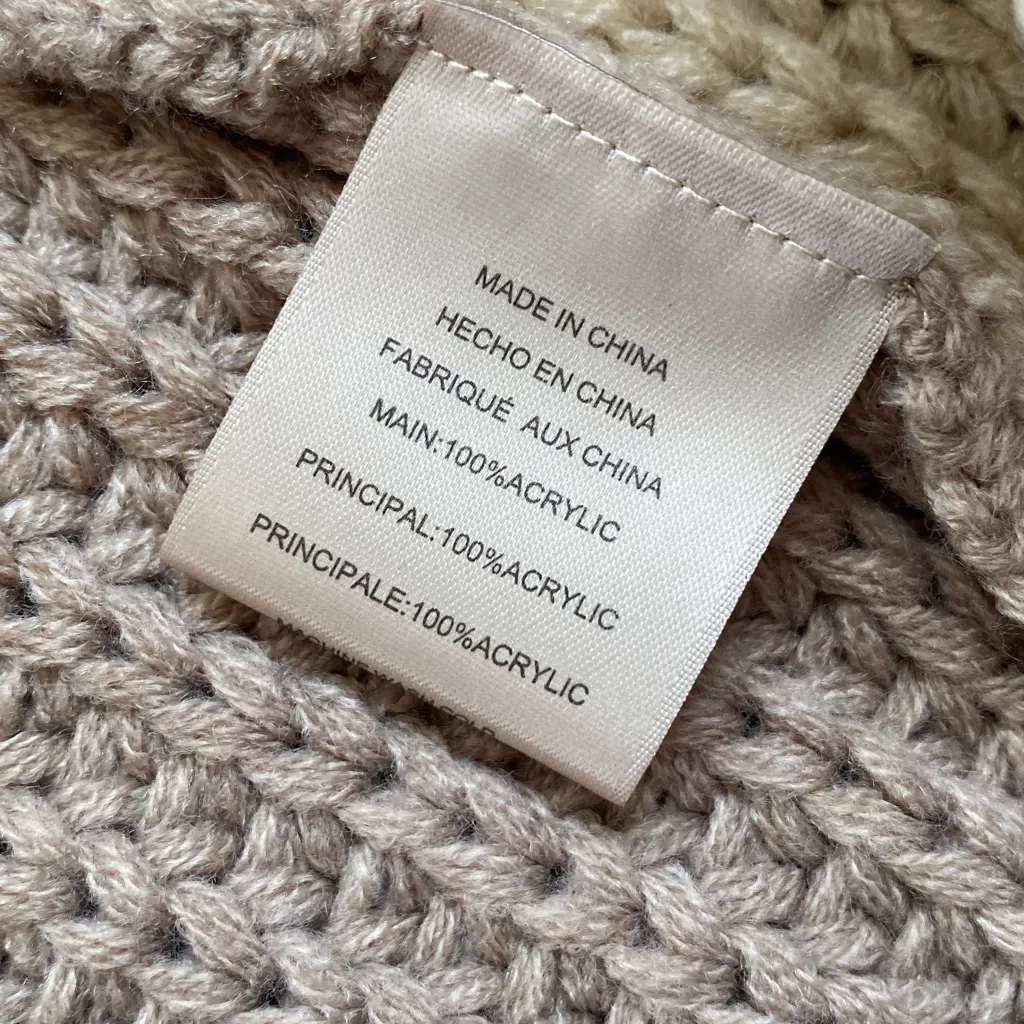 MADE IN CHINA
HECHO EN CHINA
FABRIQUÉ AUX CHINA
MAIN:100%ACRYLIC
PRINCIPAL:100%ACRYLIC
PRINCIPALE:100%ACRYLIC